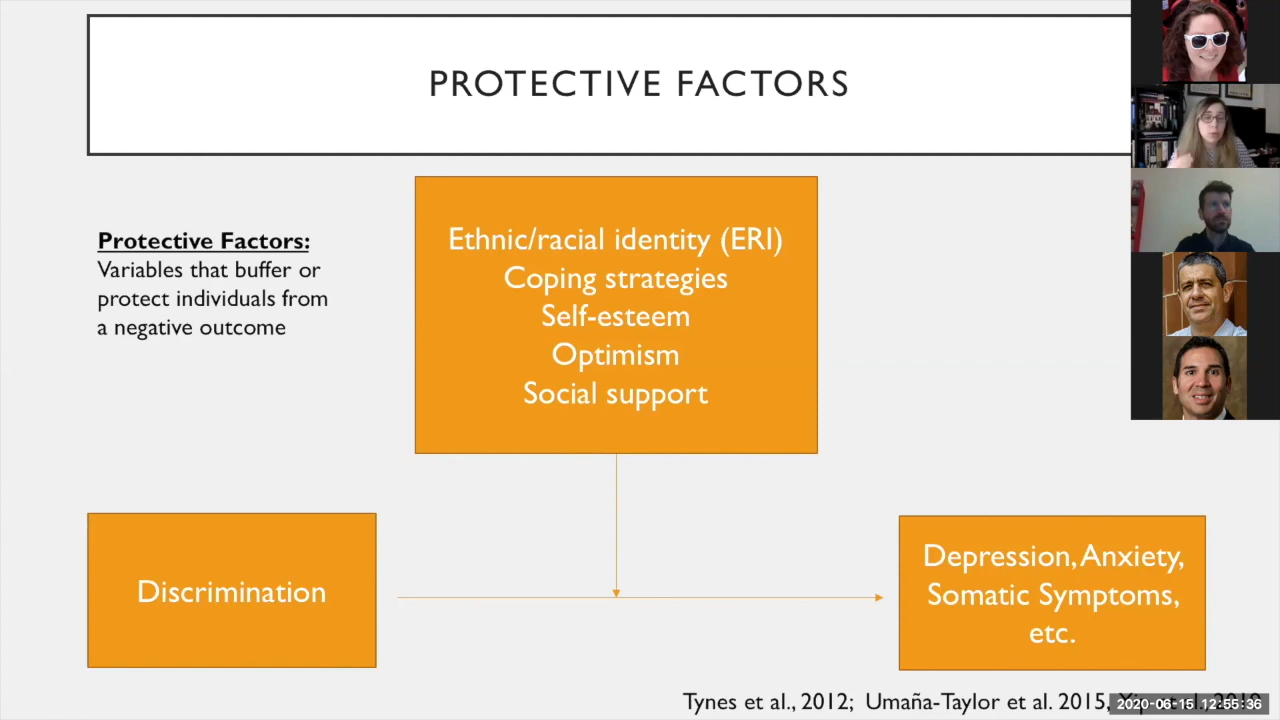 PROTECTIVE FACTORS
Protective Factors:
Variables that buffer or
protect individuals from
a negative outcome
Ethnic/racial identity (ERI)
Coping strategies
Self-esteem
Optimism
Social support
Discrimination
Depression, Anxiety,
Somatic Symptoms,
etc.
Tynes et al., 2012; Umaña-Taylor et al. 2015,
2020-06-15 12:55:36